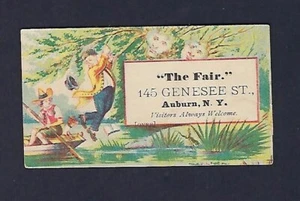 "The Fair."
145 GENESEE ST.,
Auburn, N. Y.
Visitors Always Welcome.